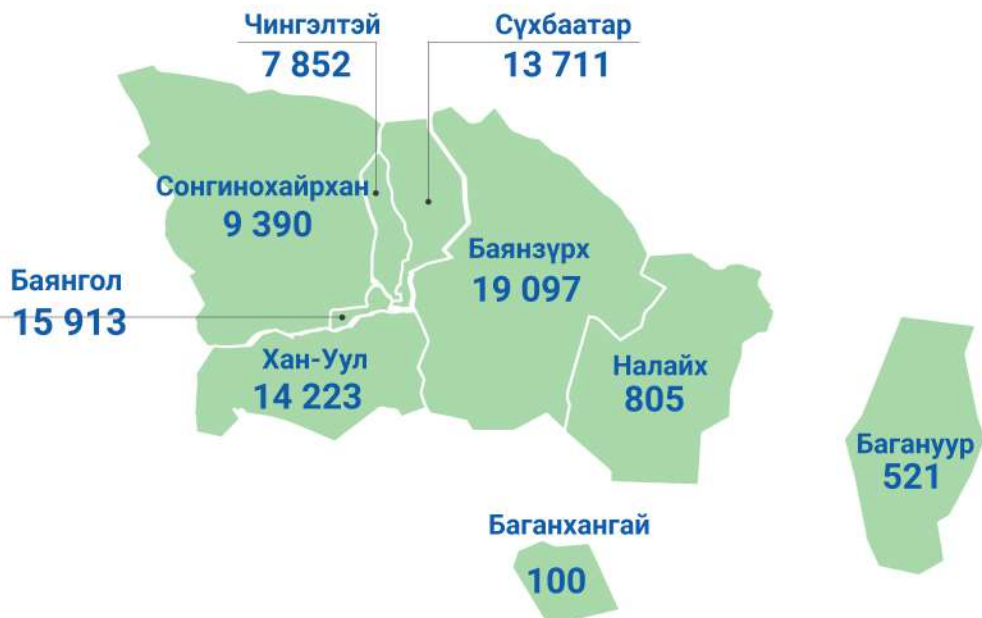 Чингэлтэй
7 852
Сүхбаатар
13 711
Сонгинохайрхан
9 390
Баянзүрх
19 097
Баянгол
15 913
Хан-Уул
14 223
Налайх
805
Багануур
521
Баганхангай
100